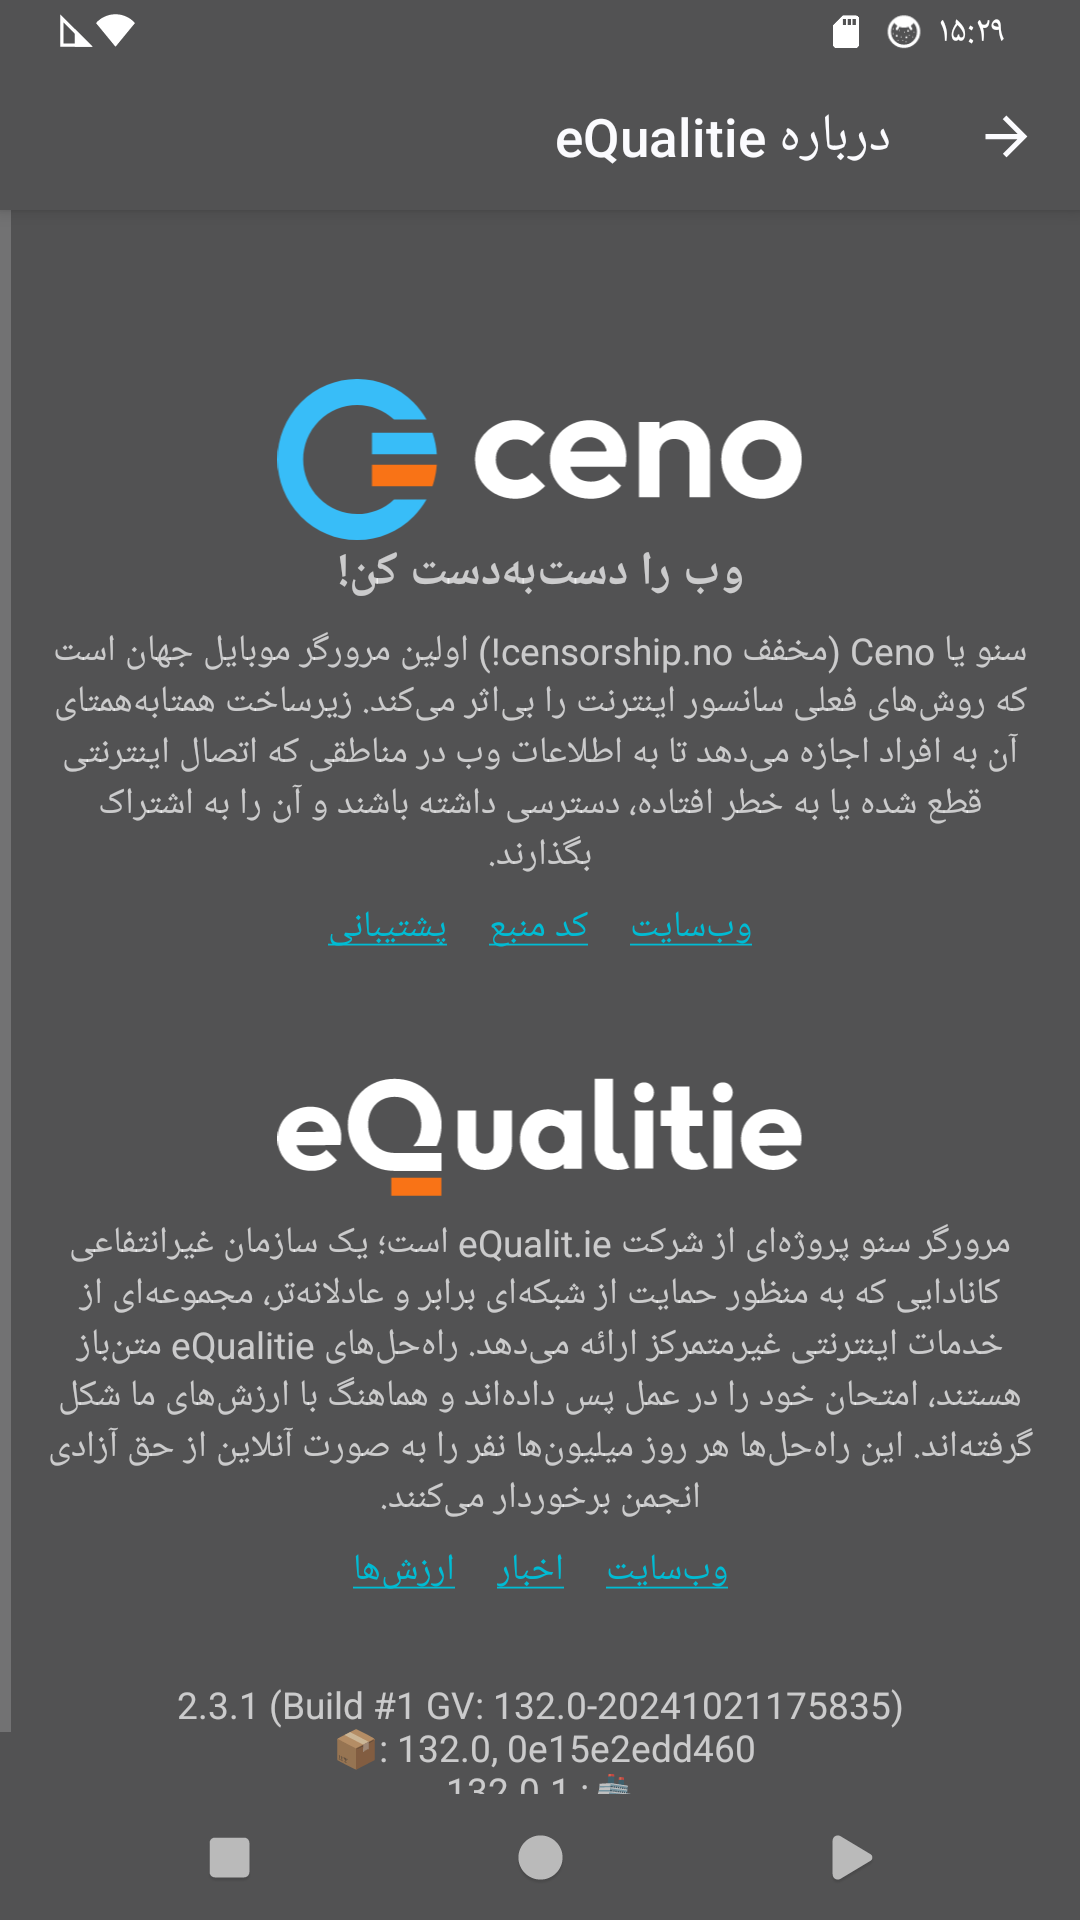 ۱۵:۲۹
درباره eQualitie
ceno
وب را دست‌به‌دست کن!
سنو یا Ceno (مخفف censorship.no!) اولین مرورگر موبایل جهان است
که روش‌های فعلی سانسور اینترنت را بی‌اثر می‌کند. زیرساخت همتابه‌همتای
آن به افراد اجازه می‌دهد تا به اطلاعات وب در مناطقی که اتصال اینترنتی
قطع شده یا به خطر افتاده، دسترسی داشته باشند و آن را به اشتراک
بگذارند.
وب‌سایت کد منبع پشتیبانی
eQualitie
مرورگر سنو پروژه‌ای از شرکت eQualit.ie است؛ یک سازمان غیرانتفاعی
کانادایی که به منظور حمایت از شبکه‌ای برابر و عادلانه‌تر، مجموعه‌ای از
خدمات اینترنتی غیرمتمرکز ارائه می‌دهد. راه‌حل‌های eQualitie متن‌باز
هستند، امتحان خود را در عمل پس داده‌اند و هماهنگ با ارزش‌های ما شکل
گرفته‌اند. این راه‌حل‌ها هر روز میلیون‌ها نفر را به صورت آنلاین از حق آزادی
انجمن برخوردار می‌کنند.
وب‌سایت اخبار ارزش‌ها
2.3.1 (Build #1 GV: 132.0-20241021175835)
📦: 132.0, 0e15e2edd460
🚢: 132.0.1